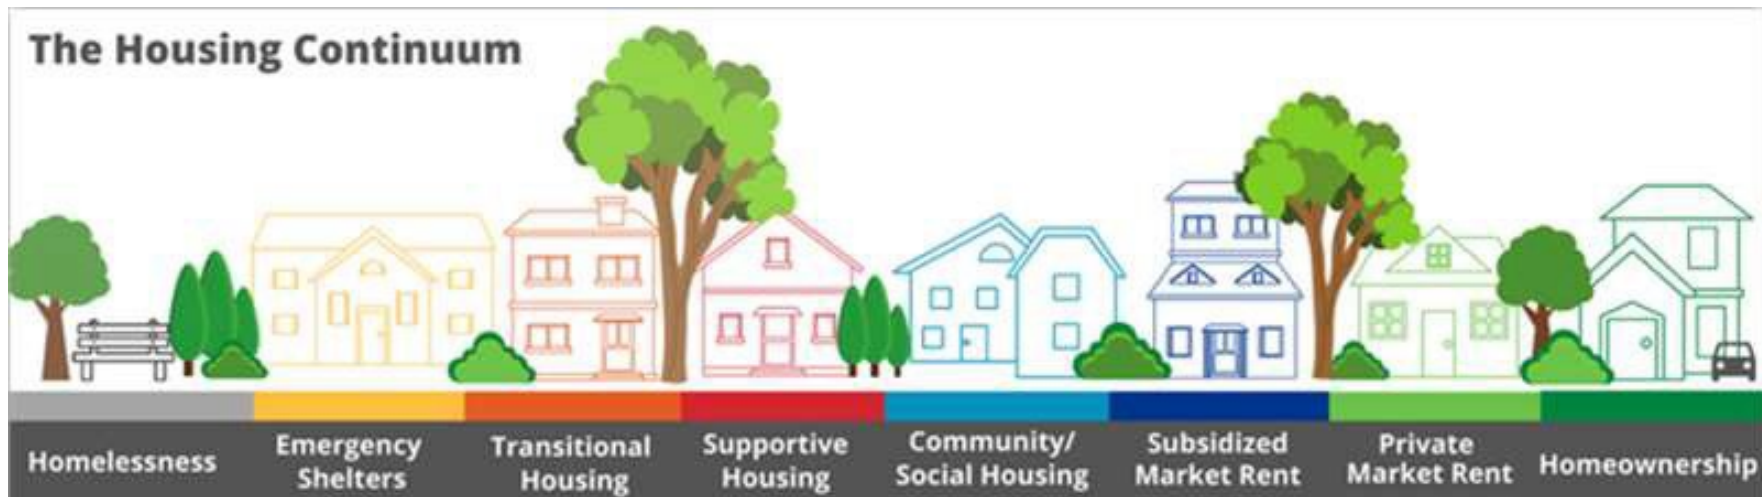 The Housing Continuum
Homelessness
Emergency
Shelters
Transitional
Housing
Supportive
Housing
Community/
Social Housing
Subsidized
Market Rent
Private
Market Rent
Homeownership